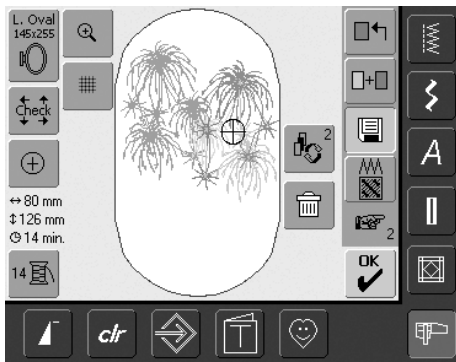 L. Oval
145x255
Check
↔ 80 mm
↕ 126 mm
14 min.
14
2
2
OK
A
clr
T